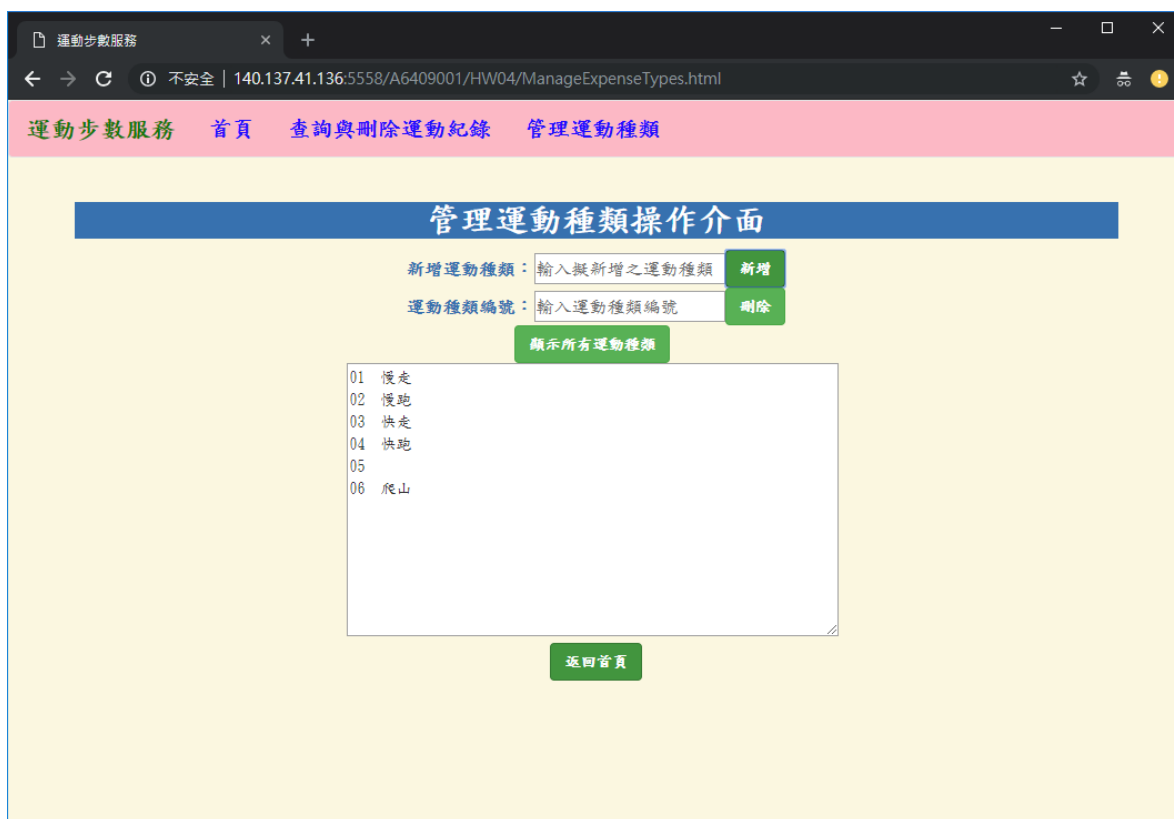 運動步數服務
不安全 | 140.137.41.136:5558/A6409001/HW04/ManageExpenseTypes.html
運動步數服務 首頁 查詢與刪除運動紀錄 管理運動種類
管理運動種類操作介面
新增運動種類：輸入擬新增之運動種類 新增
運動種類編號：輸入運動種類編號 刪除
顯示所有運動種類
01 慢走
02 慢跑
03 快走
04 快跑
05
06 爬山
返回首頁